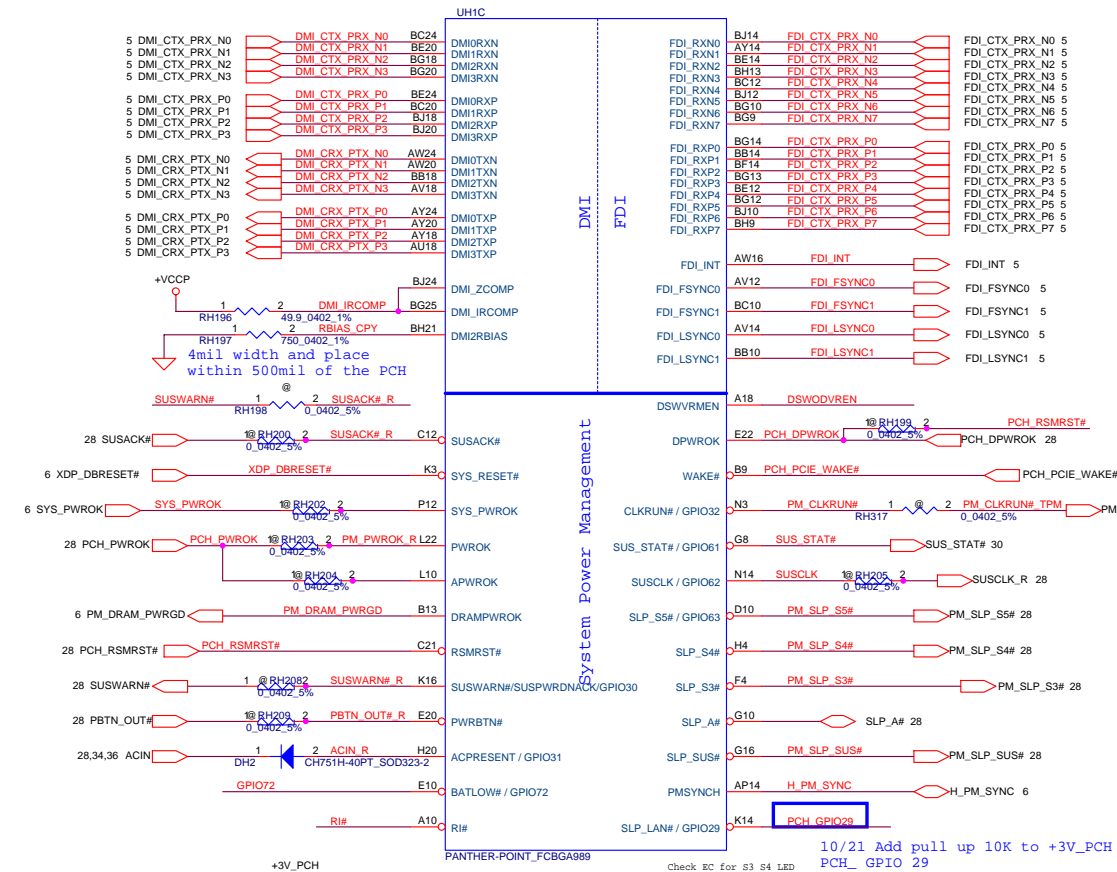 UH1C
5 DMI_CTX_PRX_N0 DMI_CTX_PRX_N0 BC24 DMI0RXN FDI_RXN0 BJ14 FDI_CTX_PRX_N0 FDI_CTX_PRX_N0 5
5 DMI_CTX_PRX_N1 DMI_CTX_PRX_N1 BE20 DMI1RXN FDI_RXN1 AY14 FDI_CTX_PRX_N1 FDI_CTX_PRX_N1 5
5 DMI_CTX_PRX_N2 DMI_CTX_PRX_N2 BG18 DMI2RXN FDI_RXN2 BE14 FDI_CTX_PRX_N2 FDI_CTX_PRX_N2 5
5 DMI_CTX_PRX_N3 DMI_CTX_PRX_N3 BG20 DMI3RXN FDI_RXN3 BH13 FDI_CTX_PRX_N3 FDI_CTX_PRX_N3 5
FDI_RXN4 BC12 FDI_CTX_PRX_N4 FDI_CTX_PRX_N4 5
5 DMI_CTX_PRX_P0 DMI_CTX_PRX_P0 BE24 DMI0RXP FDI_RXN5 BJ12 FDI_CTX_PRX_N5 FDI_CTX_PRX_N5 5
5 DMI_CTX_PRX_P1 DMI_CTX_PRX_P1 BC20 DMI1RXP FDI_RXN6 BG10 FDI_CTX_PRX_N6 FDI_CTX_PRX_N6 5
5 DMI_CTX_PRX_P2 DMI_CTX_PRX_P2 BJ18 DMI2RXP FDI_RXN7 BG9 FDI_CTX_PRX_N7 FDI_CTX_PRX_N7 5
5 DMI_CTX_PRX_P3 DMI_CTX_PRX_P3 BJ20 DMI3RXP
FDI_RXP0 BG14 FDI_CTX_PRX_P0 FDI_CTX_PRX_P0 5
5 DMI_CRX_PTX_N0 DMI_CRX_PTX_N0 AW24 DMI0TXN FDI_RXP1 BB14 FDI_CTX_PRX_P1 FDI_CTX_PRX_P1 5
5 DMI_CRX_PTX_N1 DMI_CRX_PTX_N1 AW20 DMI1TXN FDI_RXP2 BF14 FDI_CTX_PRX_P2 FDI_CTX_PRX_P2 5
5 DMI_CRX_PTX_N2 DMI_CRX_PTX_N2 BB18 DMI2TXN FDI_RXP3 BG13 FDI_CTX_PRX_P3 FDI_CTX_PRX_P3 5
5 DMI_CRX_PTX_N3 DMI_CRX_PTX_N3 AV18 DMI3TXN FDI_RXP4 BE12 FDI_CTX_PRX_P4 FDI_CTX_PRX_P4 5
FDI_RXP5 BG12 FDI_CTX_PRX_P5 FDI_CTX_PRX_P5 5
5 DMI_CRX_PTX_P0 DMI_CRX_PTX_P0 AY24 DMI0TXP FDI_RXP6 BJ10 FDI_CTX_PRX_P6 FDI_CTX_PRX_P6 5
5 DMI_CRX_PTX_P1 DMI_CRX_PTX_P1 AY20 DMI1TXP FDI_RXP7 BH9 FDI_CTX_PRX_P7 FDI_CTX_PRX_P7 5
5 DMI_CRX_PTX_P2 DMI_CRX_PTX_P2 AY18 DMI2TXP
5 DMI_CRX_PTX_P3 DMI_CRX_PTX_P3 AU18 DMI3TXP
DMI
FDI
FDI_INT AW16 FDI_INT FDI_INT 5
+VCCP
BJ24 DMI_ZCOMP FDI_FSYNC0 AV12 FDI_FSYNC0 FDI_FSYNC0 5
1 2 DMI_IRCOMP BG25 DMI_IRCOMP FDI_FSYNC1 BC10 FDI_FSYNC1 FDI_FSYNC1 5
RH196 49.9_0402_1%
1 2 RBIAS_CPY BH21 DMI2RBIAS FDI_LSYNC0 AV14 FDI_LSYNC0 FDI_LSYNC0 5
RH197 750_0402_1%
4mil width and place
within 500mil of the PCH
FDI_LSYNC1 BB10 FDI_LSYNC1 FDI_LSYNC1 5
@
SUSWARN# 1 2 SUSACK#_R
RH198 0_0402_5%
DSWVRMEN A18 DSWODVREN
System Power Management
28 SUSACK# 1 @ RH200 2 SUSACK#_R C12 SUSACK#
0_0402_5%
DPWROK E22 PCH_DPWROK 1 @ RH199 2 PCH_RSMRST#
0_0402_5%
PCH_DPWROK 28
6 XDP_DBRESET# XDP_DBRESET# K3 SYS_RESET# WAKE# B9 PCH_PCIE_WAKE# PCH_PCIE_WAKE#
6 SYS_PWROK SYS_PWROK 1 @ RH202 2 P12 SYS_PWROK
0_0402_5%
CLKRUN# / GPIO32 N3 PM_CLKRUN# 1 @ 2 PM_CLKRUN#_TPM PM
RH317 0_0402_5%
28 PCH_PWROK PCH_PWROK 1 @ RH203 2 PM_PWROK_R L22 PWROK
0_0402_5%
SUS_STAT# / GPIO61 G8 SUS_STAT# SUS_STAT# 30
1 @ RH204 2 L10 APWROK
0_0402_5%
SUSCLK / GPIO62 N14 SUSCLK 1 @ RH205 2 SUSCLK_R 28
0_0402_5%
6 PM_DRAM_PWRGD PM_DRAM_PWRGD B13 DRAMPWROK SLP_S5# / GPIO63 D10 PM_SLP_S5# PM_SLP_S5# 28
28 PCH_RSMRST# PCH_RSMRST# C21 RSMRST# SLP_S4# H4 PM_SLP_S4# PM_SLP_S4# 28
28 SUSWARN# 1 @ RH208 2 SUSWARN#_R K16 SUSWARN#/SUSPWRDNACK/GPIO30 SLP_S3# F4 PM_SLP_S3# PM_SLP_S3# 28
0_0402_5%
28 PBTN_OUT# 1 @ RH209 2 PBTN_OUT#_R E20 PWRBTN# SLP_A# G10 SLP_A# 28
0_0402_5%
28,34,36 ACIN 1 2 ACIN_R H20 ACPRESENT / GPIO31 SLP_SUS# G16 PM_SLP_SUS# PM_SLP_SUS# 28
DH2 CH751H-40PT_SOD323-2
GPIO72 E10 BATLOW# / GPIO72 PMSYNCH AP14 H_PM_SYNC H_PM_SYNC 6
RI# A10 RI# SLP_LAN# / GPIO29 K14 PCH_GPIO29
PANTHER-POINT_FCBGA989
+3V_PCH
Check EC for S3 S4 LED
10/21 Add pull up 10K to +3V_PCH
PCH_ GPIO 29